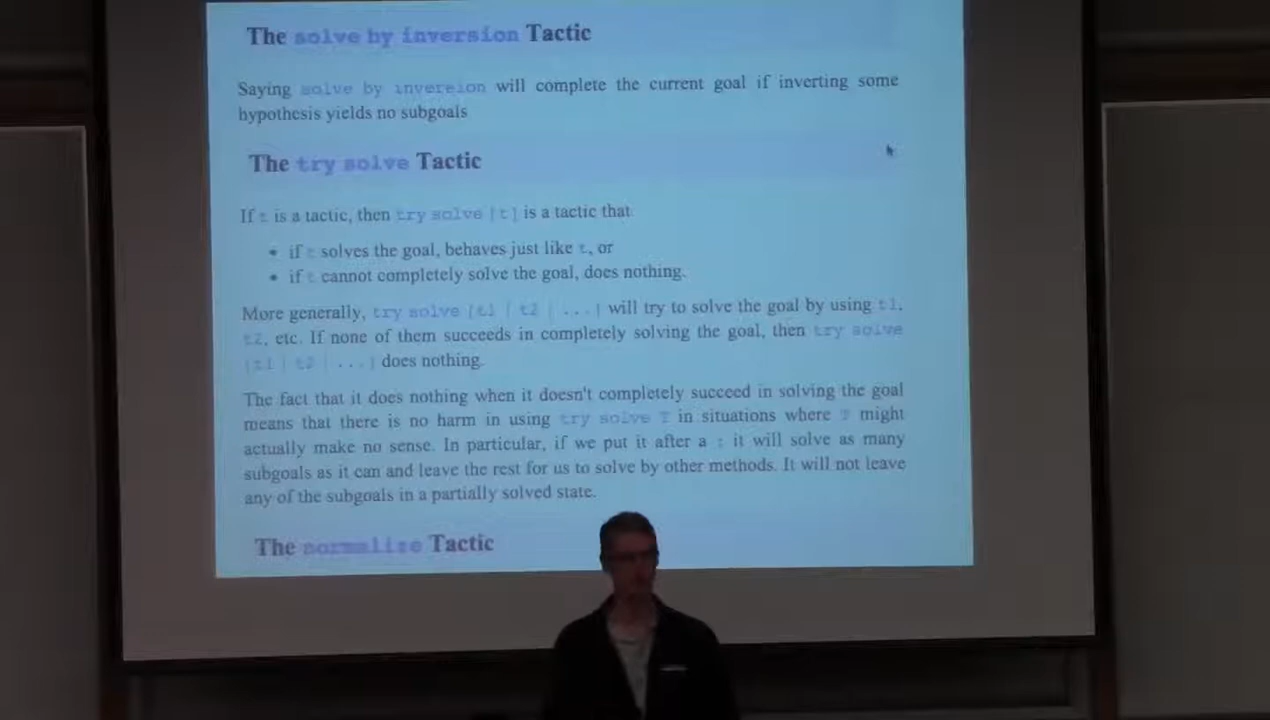 The solve by inversion Tactic
Saying solve by inversion will complete the current goal if inverting some
hypothesis yields no subgoals
The try solve Tactic
If t is a tactic, then try solve [t] is a tactic that
• if t solves the goal, behaves just like t, or
• if t cannot completely solve the goal, does nothing.
More generally, try solve [t1 | t2 | ...] will try to solve the goal by using t1,
t2, etc. If none of them succeeds in completely solving the goal, then try solve
[t1 | t2 | ...] does nothing.
The fact that it does nothing when it doesn't completely succeed in solving the goal
means that there is no harm in using try solve T in situations where T might
actually make no sense. In particular, if we put it after a ; it will solve as many
subgoals as it can and leave the rest for us to solve by other methods. It will not leave
any of the subgoals in a partially solved state.
The normalize Tactic